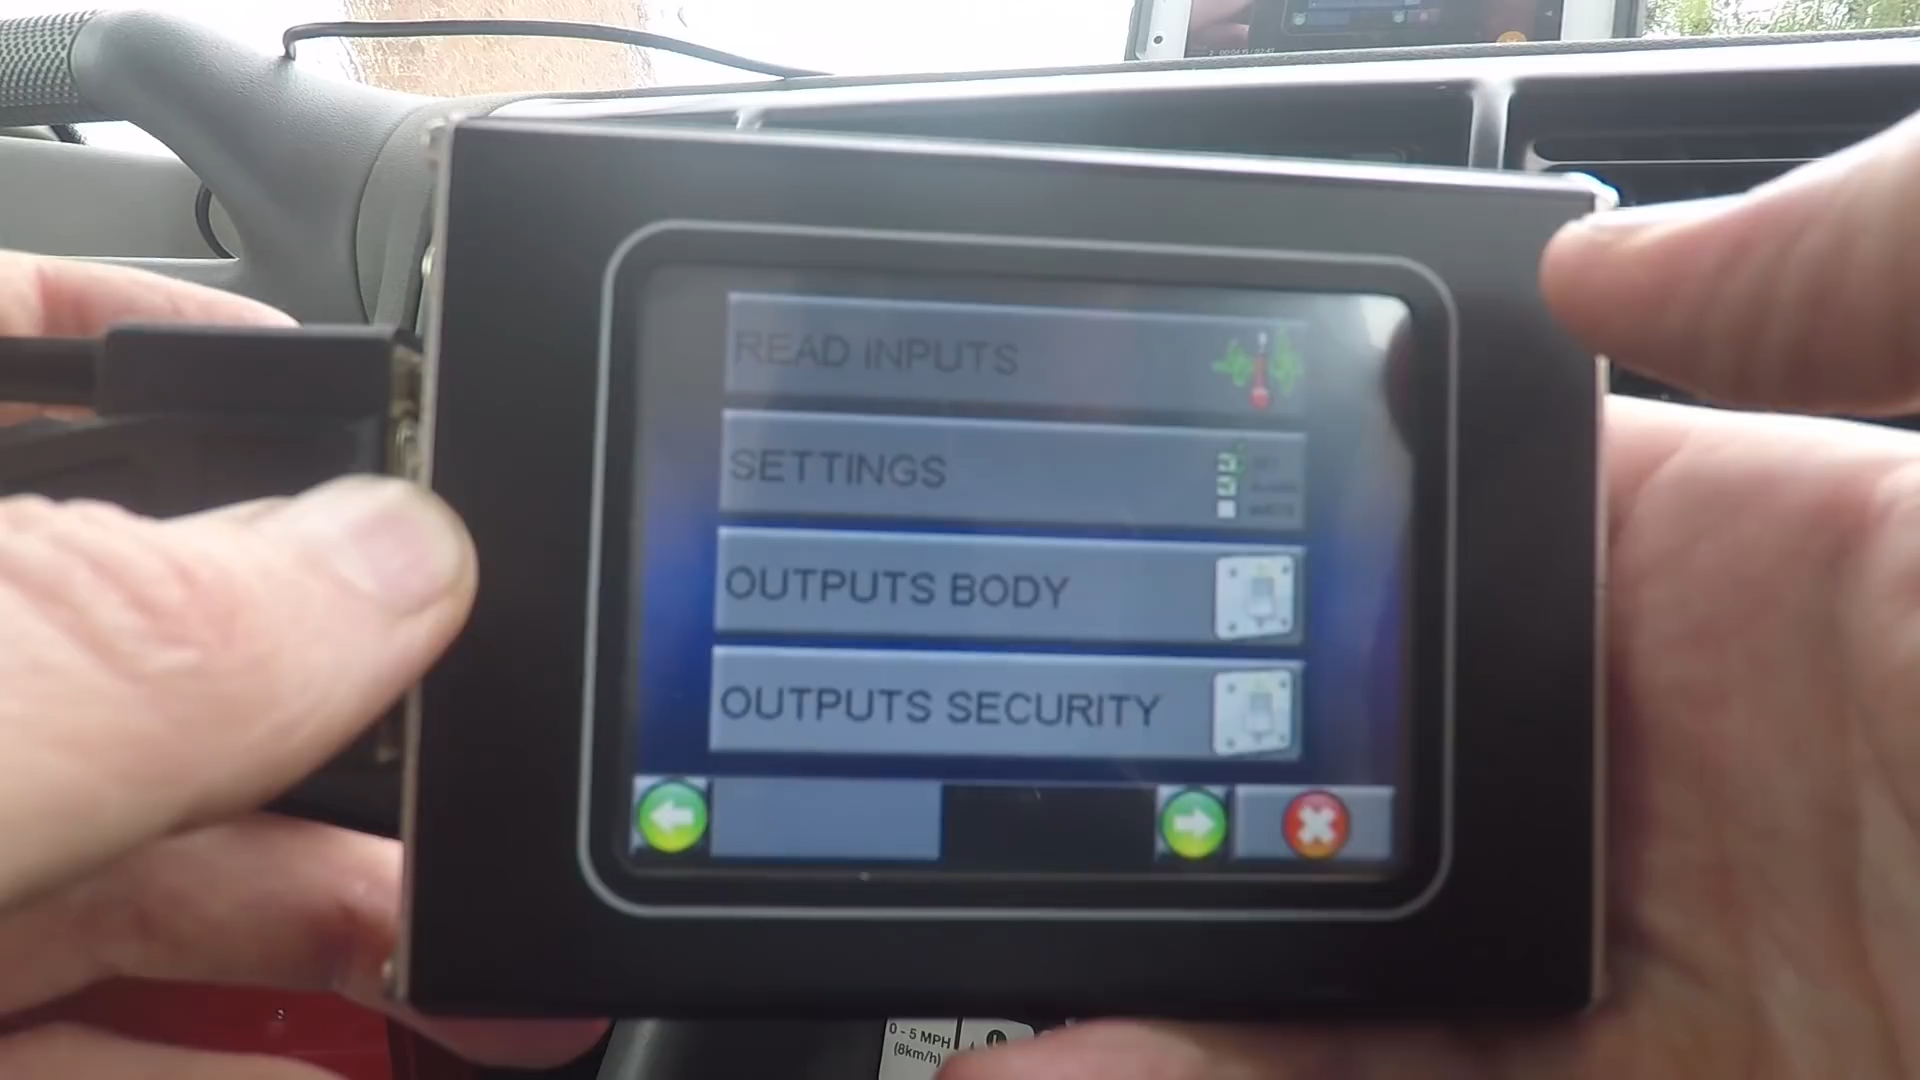 READ INPUTS
SETTINGS
OUTPUTS BODY
OUTPUTS SECURITY
0 - 5 MPH
(8km/h)